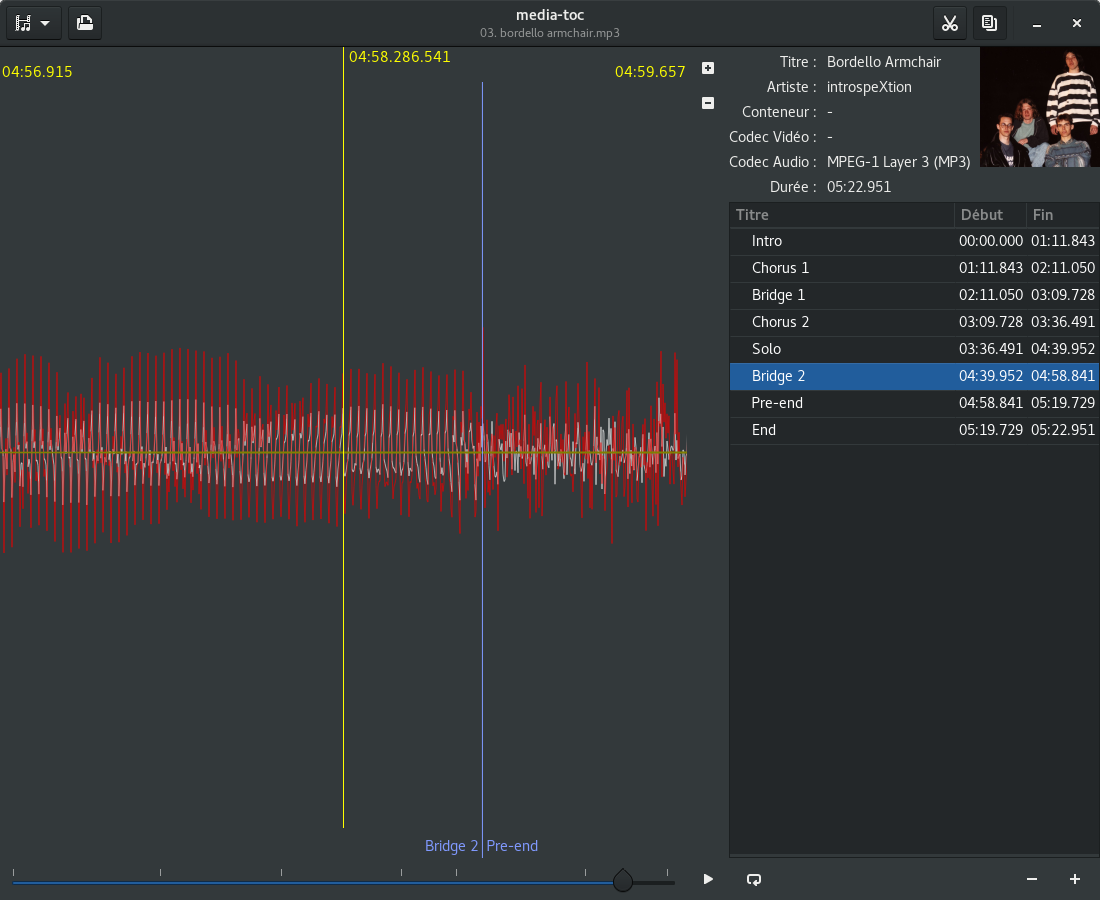 media-toc
03. bordello armchair.mp3
04:56.915
04:58.286.541
04:59.657
Titre : Bordello Armchair
Artiste : introspeXtion
Conteneur : -
Codec Vidéo : -
Codec Audio : MPEG-1 Layer 3 (MP3)
Durée : 05:22.951
Titre Début Fin
Intro 00:00.000 01:11.843
Chorus 1 01:11.843 02:11.050
Bridge 1 02:11.050 03:09.728
Chorus 2 03:09.728 03:36.491
Solo 03:36.491 04:39.952
Bridge 2 04:39.952 04:58.841
Pre-end 04:58.841 05:19.729
End 05:19.729 05:22.951
Bridge 2 Pre-end